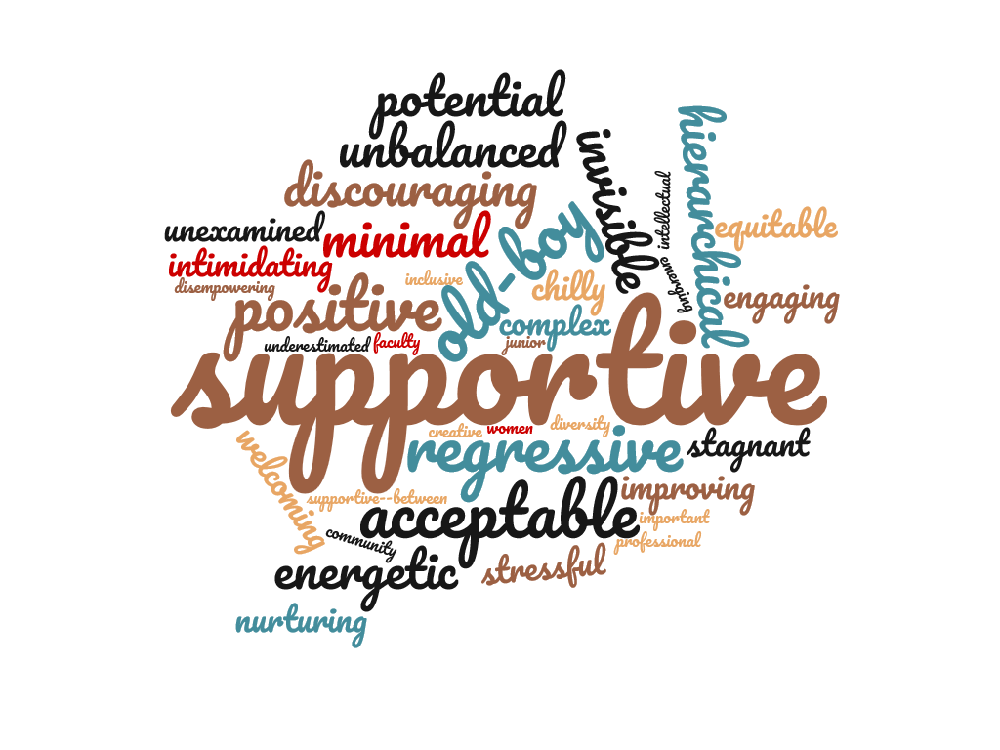 potential
unbalanced
discouraging
invisible
hierarchical
intellectual
equitable
unexamined
minimal
old-boy
intimidating
disempowering
inclusive
chilly
emerging
engaging
positive
complex
underestimated
faculty
junior
supportive
creative
women
diversity
welcoming
regressive
stagnant
supportive--between
improving
acceptable
important
community
professional
energetic
stressful
nurturing